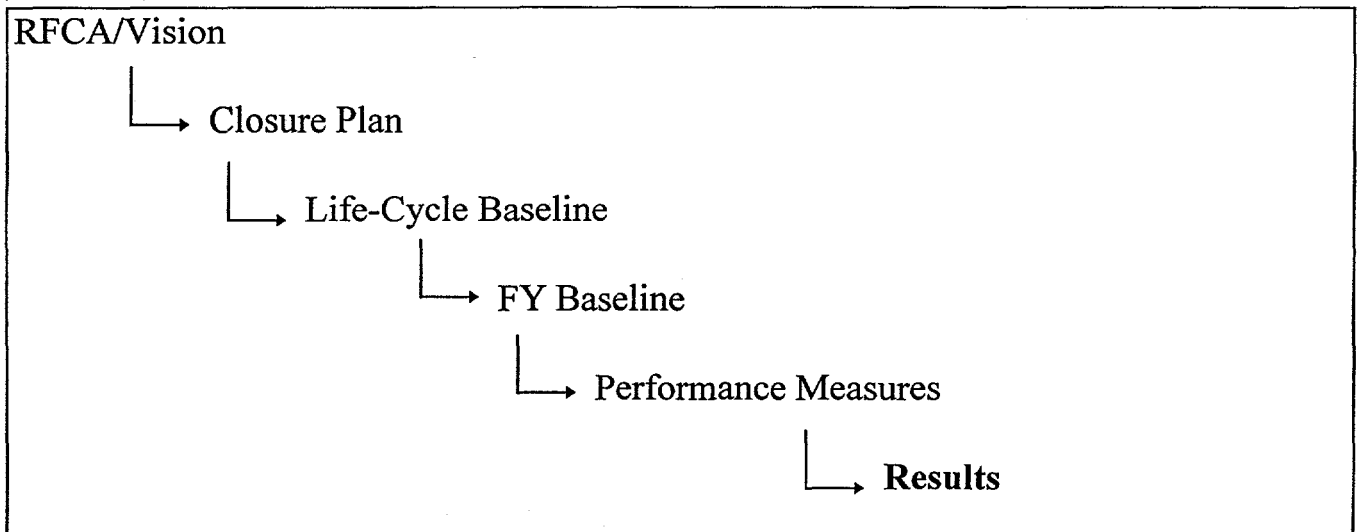 RFCA/Vision
Closure Plan
Life-Cycle Baseline
FY Baseline
Performance Measures
Results